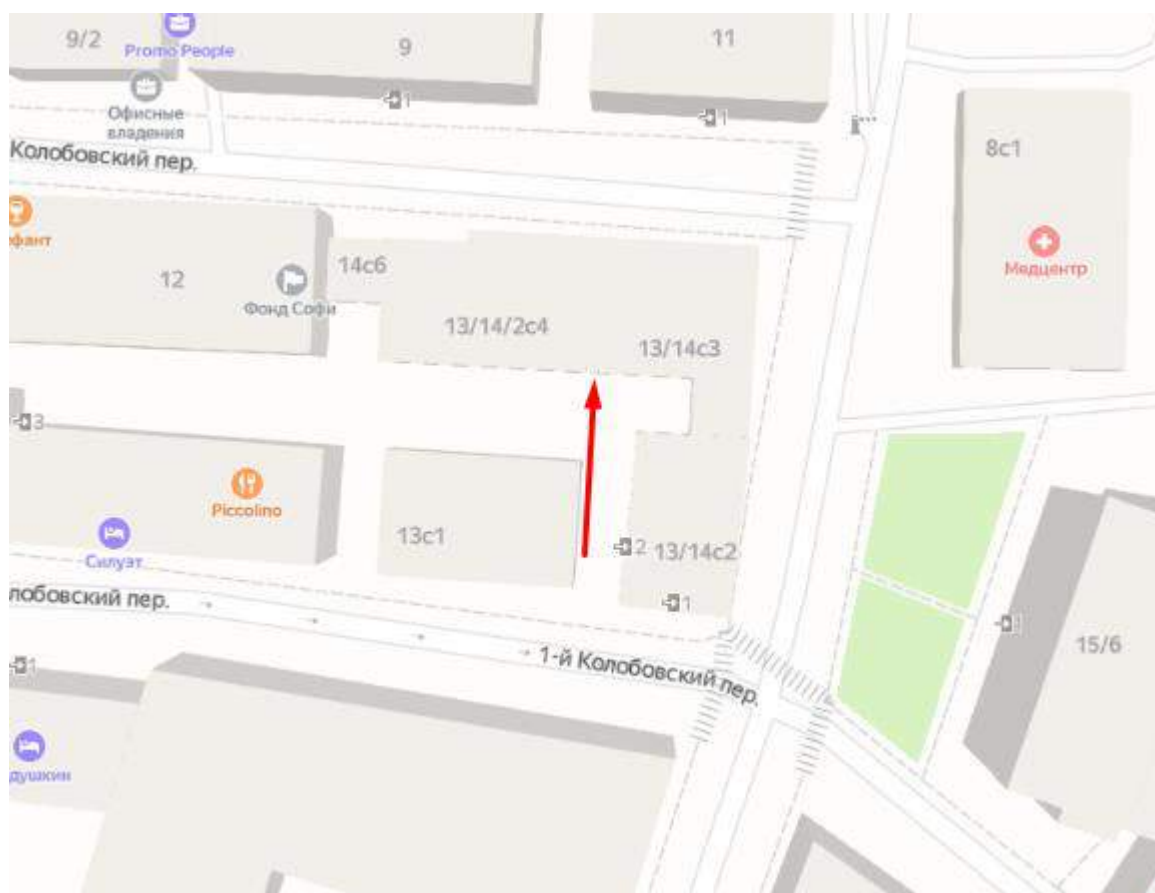 9/2
Promo People
9
11
1
1
Офисные
владения
8с1
Колобовский пер.
фант
14с6
Медцентр
12
Фонд Софи
13/14/2с4
13/14с3
3
Piccolino
13с1
Силуэт
2
13/14с2
1
лобовский пер.
1
15/6
1-й Колобовский пер.
1
душкин